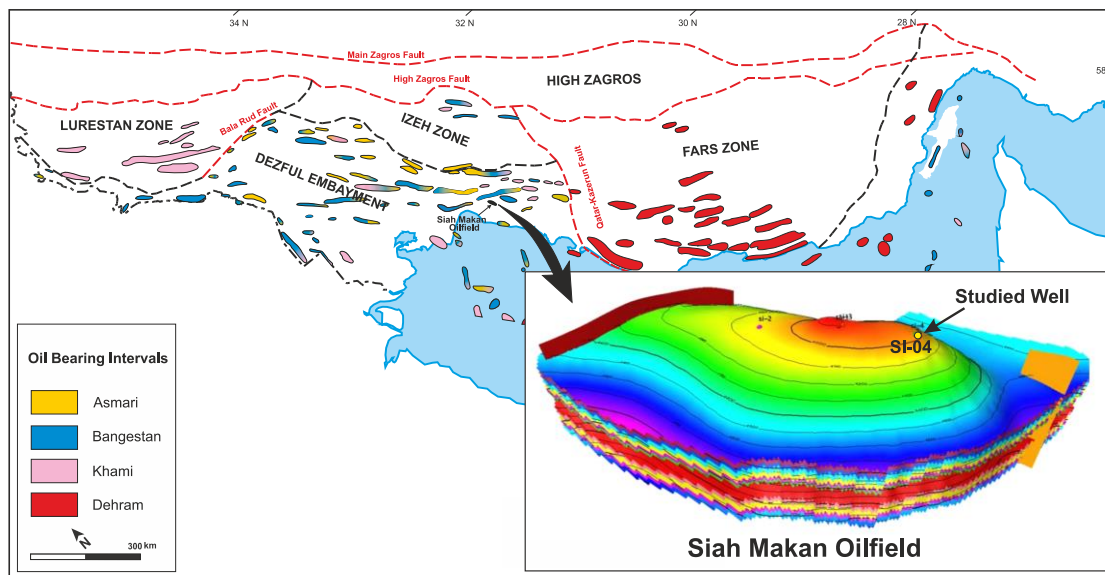 34 N
32 N
30 N
28 N
58
Main Zagros Fault
High Zagros Fault
HIGH ZAGROS
Bala Rud Fault
LURESTAN ZONE
IZEH ZONE
FARS ZONE
DEZFUL EMBAYMENT
Qatar-Kazerun Fault
Siah Makan
Oilfield
Studied Well
SI-04
si-2
Oil Bearing Intervals
Asmari
Bangestan
Khami
Dehram
N
300 km
Siah Makan Oilfield